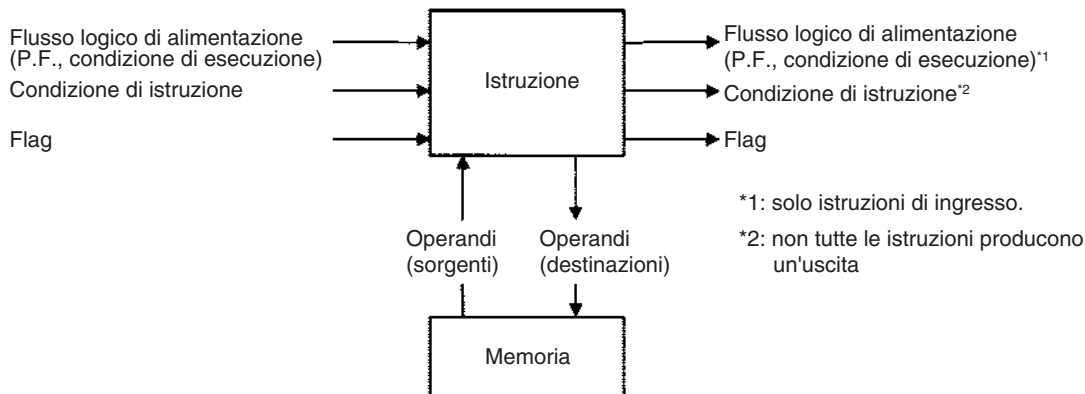 Flusso logico di alimentazione
(P.F., condizione di esecuzione)
Condizione di istruzione
Flag
Istruzione
Flusso logico di alimentazione
(P.F., condizione di esecuzione)*1
Condizione di istruzione*2
Flag
*1: solo istruzioni di ingresso.
*2: non tutte le istruzioni producono
un'uscita
Operandi
(sorgenti)
Operandi
(destinazioni)
Memoria